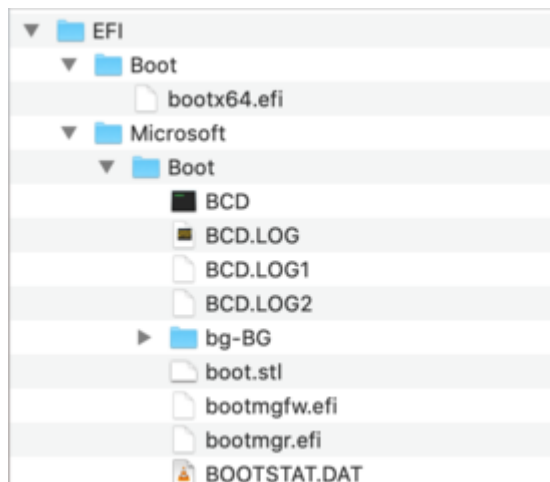 EFI
Boot
bootx64.efi
Microsoft
Boot
BCD
BCD.LOG
BCD.LOG1
BCD.LOG2
bg-BG
boot.stl
bootmgfw.efi
bootmgr.efi
BOOTSTAT.DAT